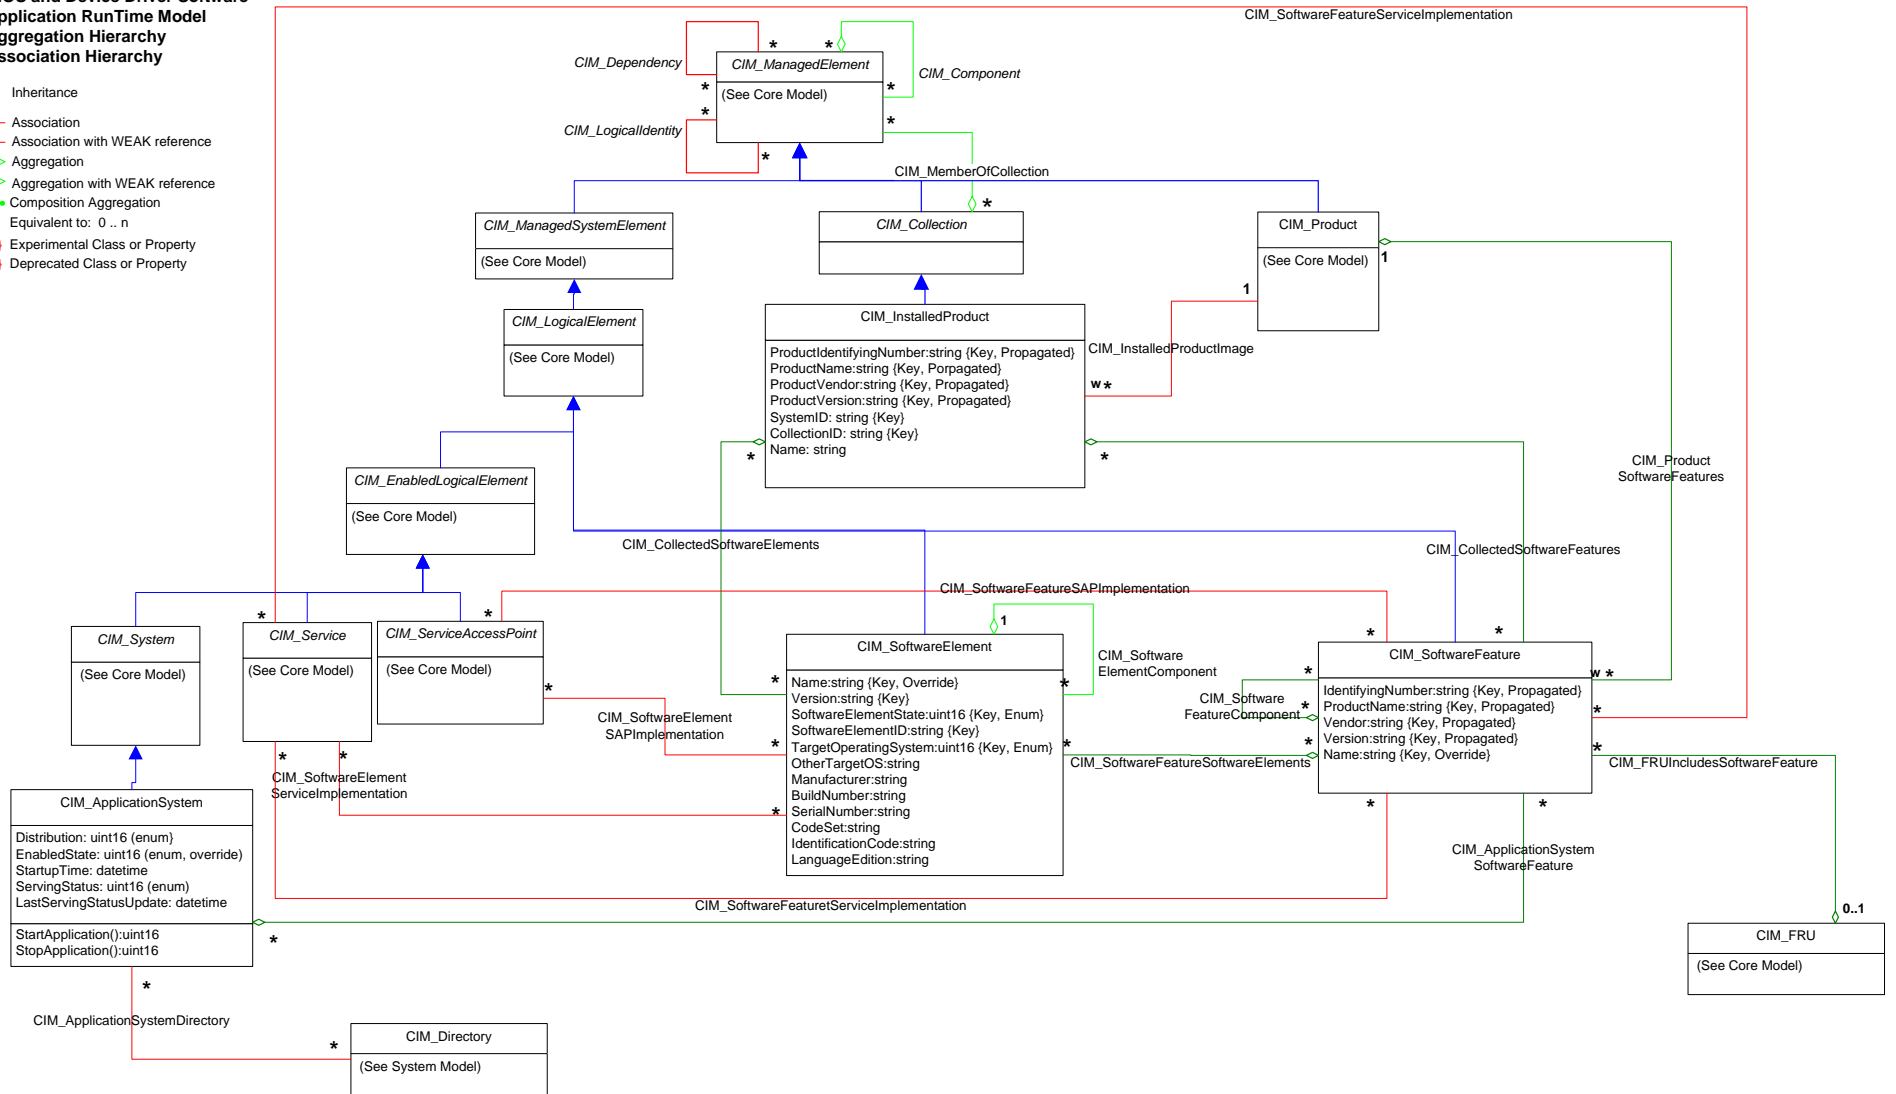 Application RunTime Model
Aggregation Hierarchy
Association Hierarchy
Inheritance
Association
Association with WEAK reference
Aggregation
Aggregation with WEAK reference
Composition Aggregation
Equivalent to: 0 .. n
Experimental Class or Property
Deprecated Class or Property
CIM_SoftwareFeatureServiceImplementation
CIM_Dependency
*
*
CIM_ManagedElement
(See Core Model)
CIM_Component
*
*
*
CIM_LogicalIdentity
*
*
CIM_MemberOfCollection
*
CIM_ManagedSystemElement
(See Core Model)
CIM_Collection
CIM_Product
(See Core Model)
1
1
CIM_LogicalElement
(See Core Model)
CIM_InstalledProduct
ProductIdentifyingNumber:string {Key, Propagated}
ProductName:string {Key, Porpagated}
ProductVendor:string {Key, Propagated}
ProductVersion:string {Key, Propagated}
SystemID: string {Key}
CollectionID: string {Key}
Name: string
CIM_InstalledProductImage
w *
*
*
CIM_Product
SoftwareFeatures
CIM_EnabledLogicalElement
(See Core Model)
CIM_CollectedSoftwareElements
CIM_CollectedSoftwareFeatures
CIM_SoftwareFeatureSAPImplementation
CIM_System
(See Core Model)
*
CIM_Service
(See Core Model)
*
CIM_ServiceAccessPoint
(See Core Model)
*
CIM_SoftwareElement
SAPImplementation
1
CIM_SoftwareElement
Name:string {Key, Override}
Version:string {Key}
SoftwareElementState:uint16 {Key, Enum}
SoftwareElementID:string {Key}
TargetOperatingSystem:uint16 {Key, Enum}
OtherTargetOS:string
Manufacturer:string
BuildNumber:string
SerialNumber:string
CodeSet:string
IdentificationCode:string
LanguageEdition:string
*
*
*
*
*
CIM_Software
ElementComponent
CIM_Software
FeatureComponent
CIM_SoftwareFeatureSoftwareElements
*
*
CIM_SoftwareFeature
IdentifyingNumber:string {Key, Propagated}
ProductName:string {Key, Propagated}
Vendor:string {Key, Propagated}
Version:string {Key, Propagated}
Name:string {Key, Override}
*
*
*
w *
*
*
CIM_FRUIncludesSoftwareFeature
*
*
*
*
CIM_SoftwareElement
ServiceImplementation
CIM_ApplicationSystem
Distribution: uint16 (enum}
EnabledState: uint16 (enum, override)
StartupTime: datetime
ServingStatus: uint16 (enum)
LastServingStatusUpdate: datetime
StartApplication():uint16
StopApplication():uint16
*
CIM_SoftwareFeaturetServiceImplementation
CIM_ApplicationSystem
SoftwareFeature
0..1
CIM_FRU
(See Core Model)
*
CIM_ApplicationSystemDirectory
*
CIM_Directory
(See System Model)